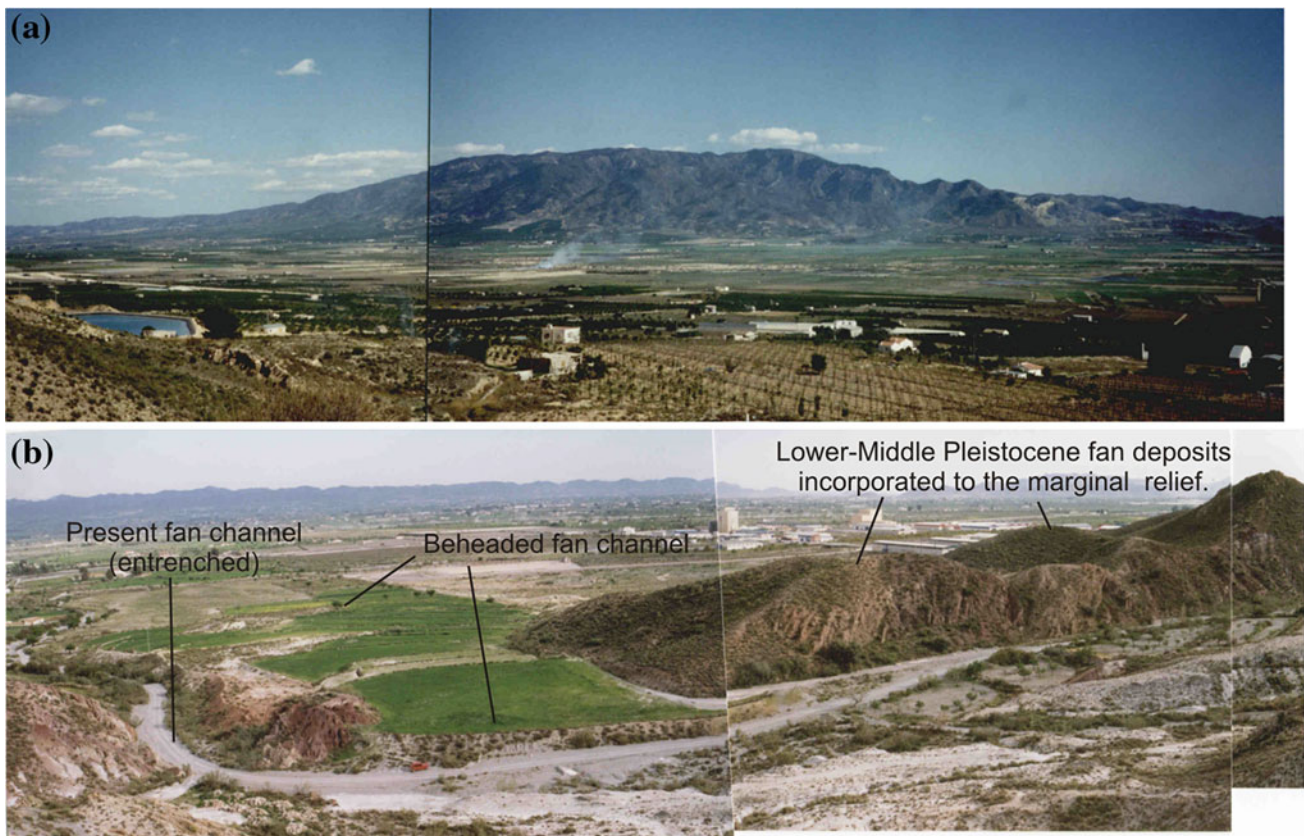 (a)
(b)
Lower-Middle Pleistocene fan deposits
incorporated to the marginal relief.
Present fan channel
(entrenched)
Beheaded fan channel